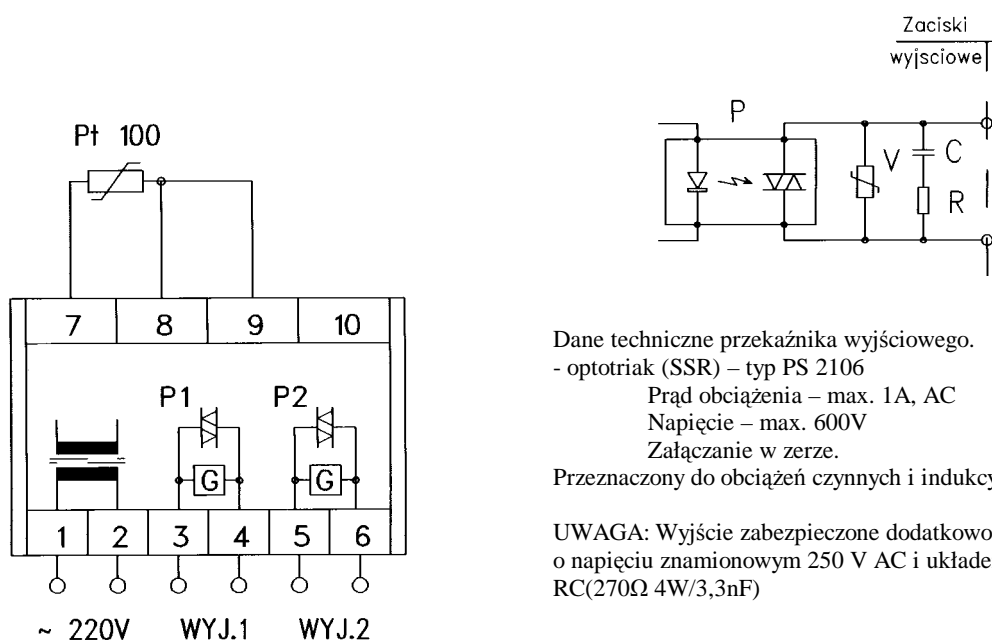 Zaciski
wyjsciowe
P
V
C
R
Pt 100
7 8 9 10
P1 P2
G G
1 2 3 4 5 6
~ 220V WYJ.1 WYJ.2
Dane techniczne przekaźnika wyjściowego.
- optotriak (SSR) – typ PS 2106
Prąd obciążenia – max. 1A, AC
Napięcie – max. 600V
Załączanie w zerze.
Przeznaczony do obciążeń czynnych i indukcy
UWAGA: Wyjście zabezpieczone dodatkowo
o napięciu znamionowym 250 V AC i układe
RC(270Ω 4W/3,3nF)